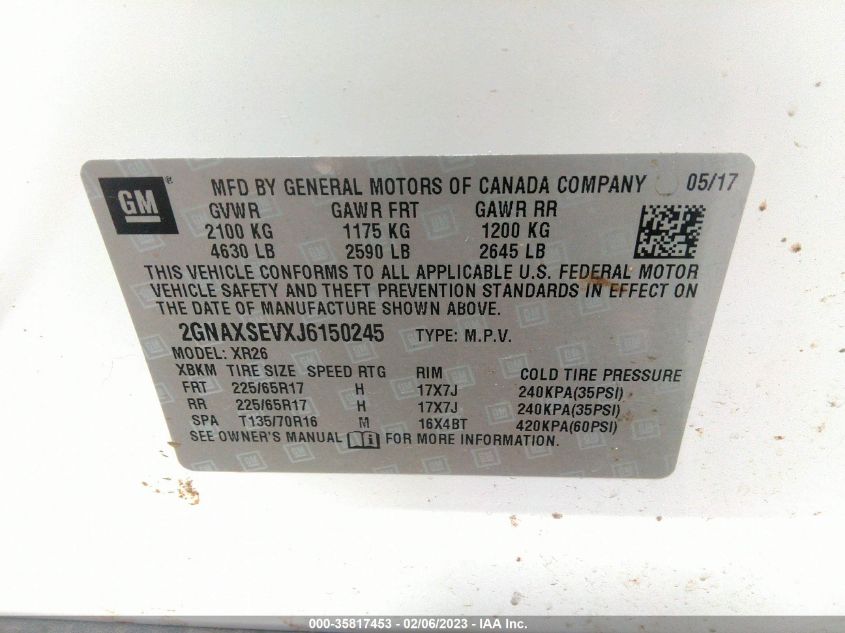 GM ® MFD BY GENERAL MOTORS OF CANADA COMPANY 05/17
GVWR GAWR FRT GAWR RR
2100 KG 1175 KG 1200 KG
4630 LB 2590 LB 2645 LB
THIS VEHICLE CONFORMS TO ALL APPLICABLE U.S. FEDERAL MOTOR
VEHICLE SAFETY AND THEFT PREVENTION STANDARDS IN EFFECT ON
THE DATE OF MANUFACTURE SHOWN ABOVE.
2GNAXSEVXJ6150245 TYPE: M.P.V.
MODEL: XR26
XBKM TIRE SIZE SPEED RTG RIM COLD TIRE PRESSURE
FRT 225/65R17 H 17X7J 240KPA(35PSI)
RR 225/65R17 H 17X7J 240KPA(35PSI)
SPA T135/70R16 M 16X4BT 420KPA(60PSI)
SEE OWNER'S MANUAL FOR MORE INFORMATION.
000-35817453 - 02/06/2023 - IAA Inc.